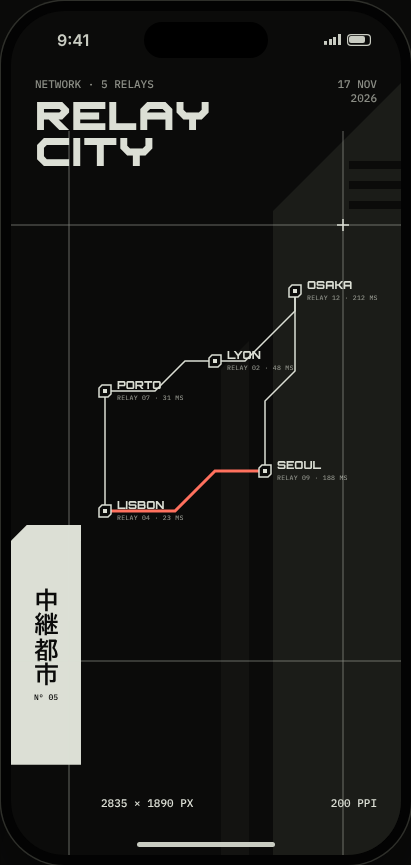 9:41
NETWORK · 5 RELAYS
17 NOV
2026
RELAY
CITY
OSAKA
RELAY 12 · 212 MS
LYON
RELAY 02 · 48 MS
PORTO
RELAY 07 · 31 MS
SEOUL
RELAY 09 · 188 MS
LISBON
RELAY 04 · 23 MS
中継都市
Nº 05
2835 × 1890 PX
200 PPI